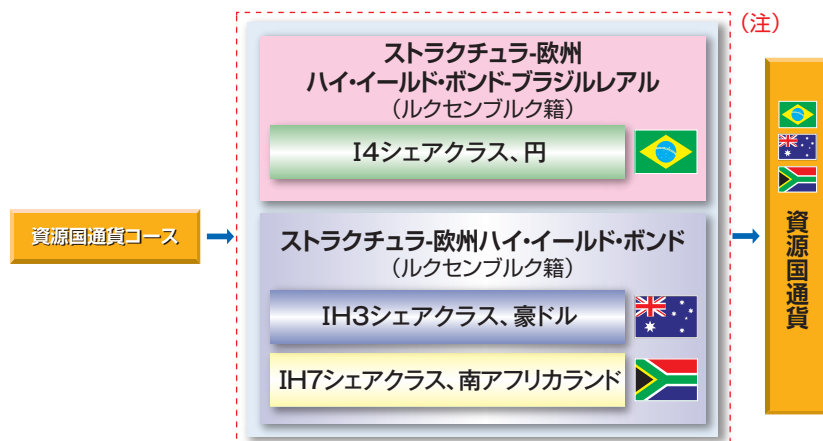 (注)
ストラクチュラ-欧州
ハイ・イールド・ボンド-ブラジルレアル
(ルクセンブルク籍)
I4シェアクラス、円
資源国通貨コース
ストラクチュラ-欧州ハイ・イールド・ボンド
(ルクセンブルク籍)
IH3シェアクラス、豪ドル
IH7シェアクラス、南アフリカランド
資源国通貨